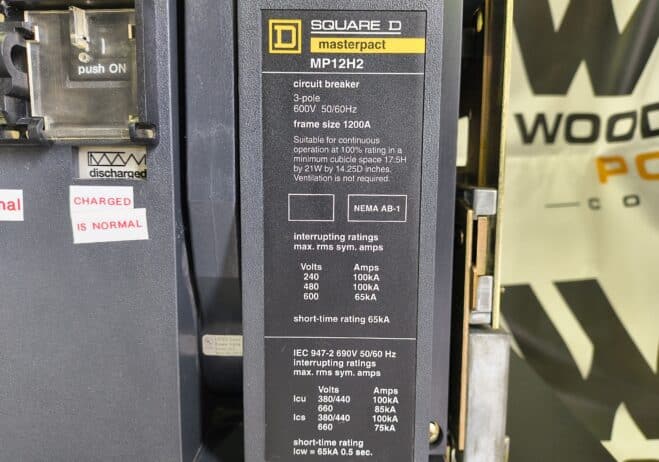 push ON
discharged
nal
CHARGED
IS NORMAL
D
SQUARE D
masterpact
MP12H2
circuit breaker
3-pole
600V 50/60Hz
frame size 1200A
Suitable for continuous
operation at 100% rating in a
minimum cubicle space 17.5H
by 21W by 14.25D inches.
Ventilation is not required.
NEMA AB-1
interrupting ratings
max. rms sym. amps
Volts Amps
240 100kA
480 100kA
600 65kA
short-time rating 65kA
IEC 947-2 690V 50/60 Hz
interrupting ratings
max. rms sym. amps
Volts Amps
Icu 380/440 100kA
660 85kA
Ics 380/440 100kA
660 75kA
short-time rating
Icw = 65kA 0.5 sec.
W
WOOD
PO
CO
W